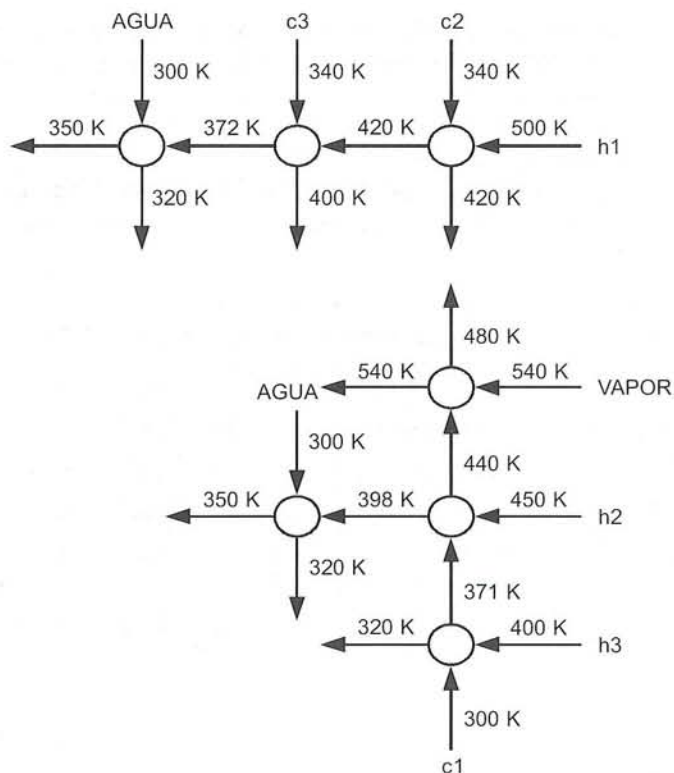 AGUA c3 c2
300 K 340 K 340 K
350 K 372 K 420 K 500 K h1
320 K 400 K 420 K
480 K
540 K 540 K VAPOR
AGUA
300 K 440 K
350 K 398 K 450 K h2
320 K 371 K
320 K 400 K h3
300 K
c1